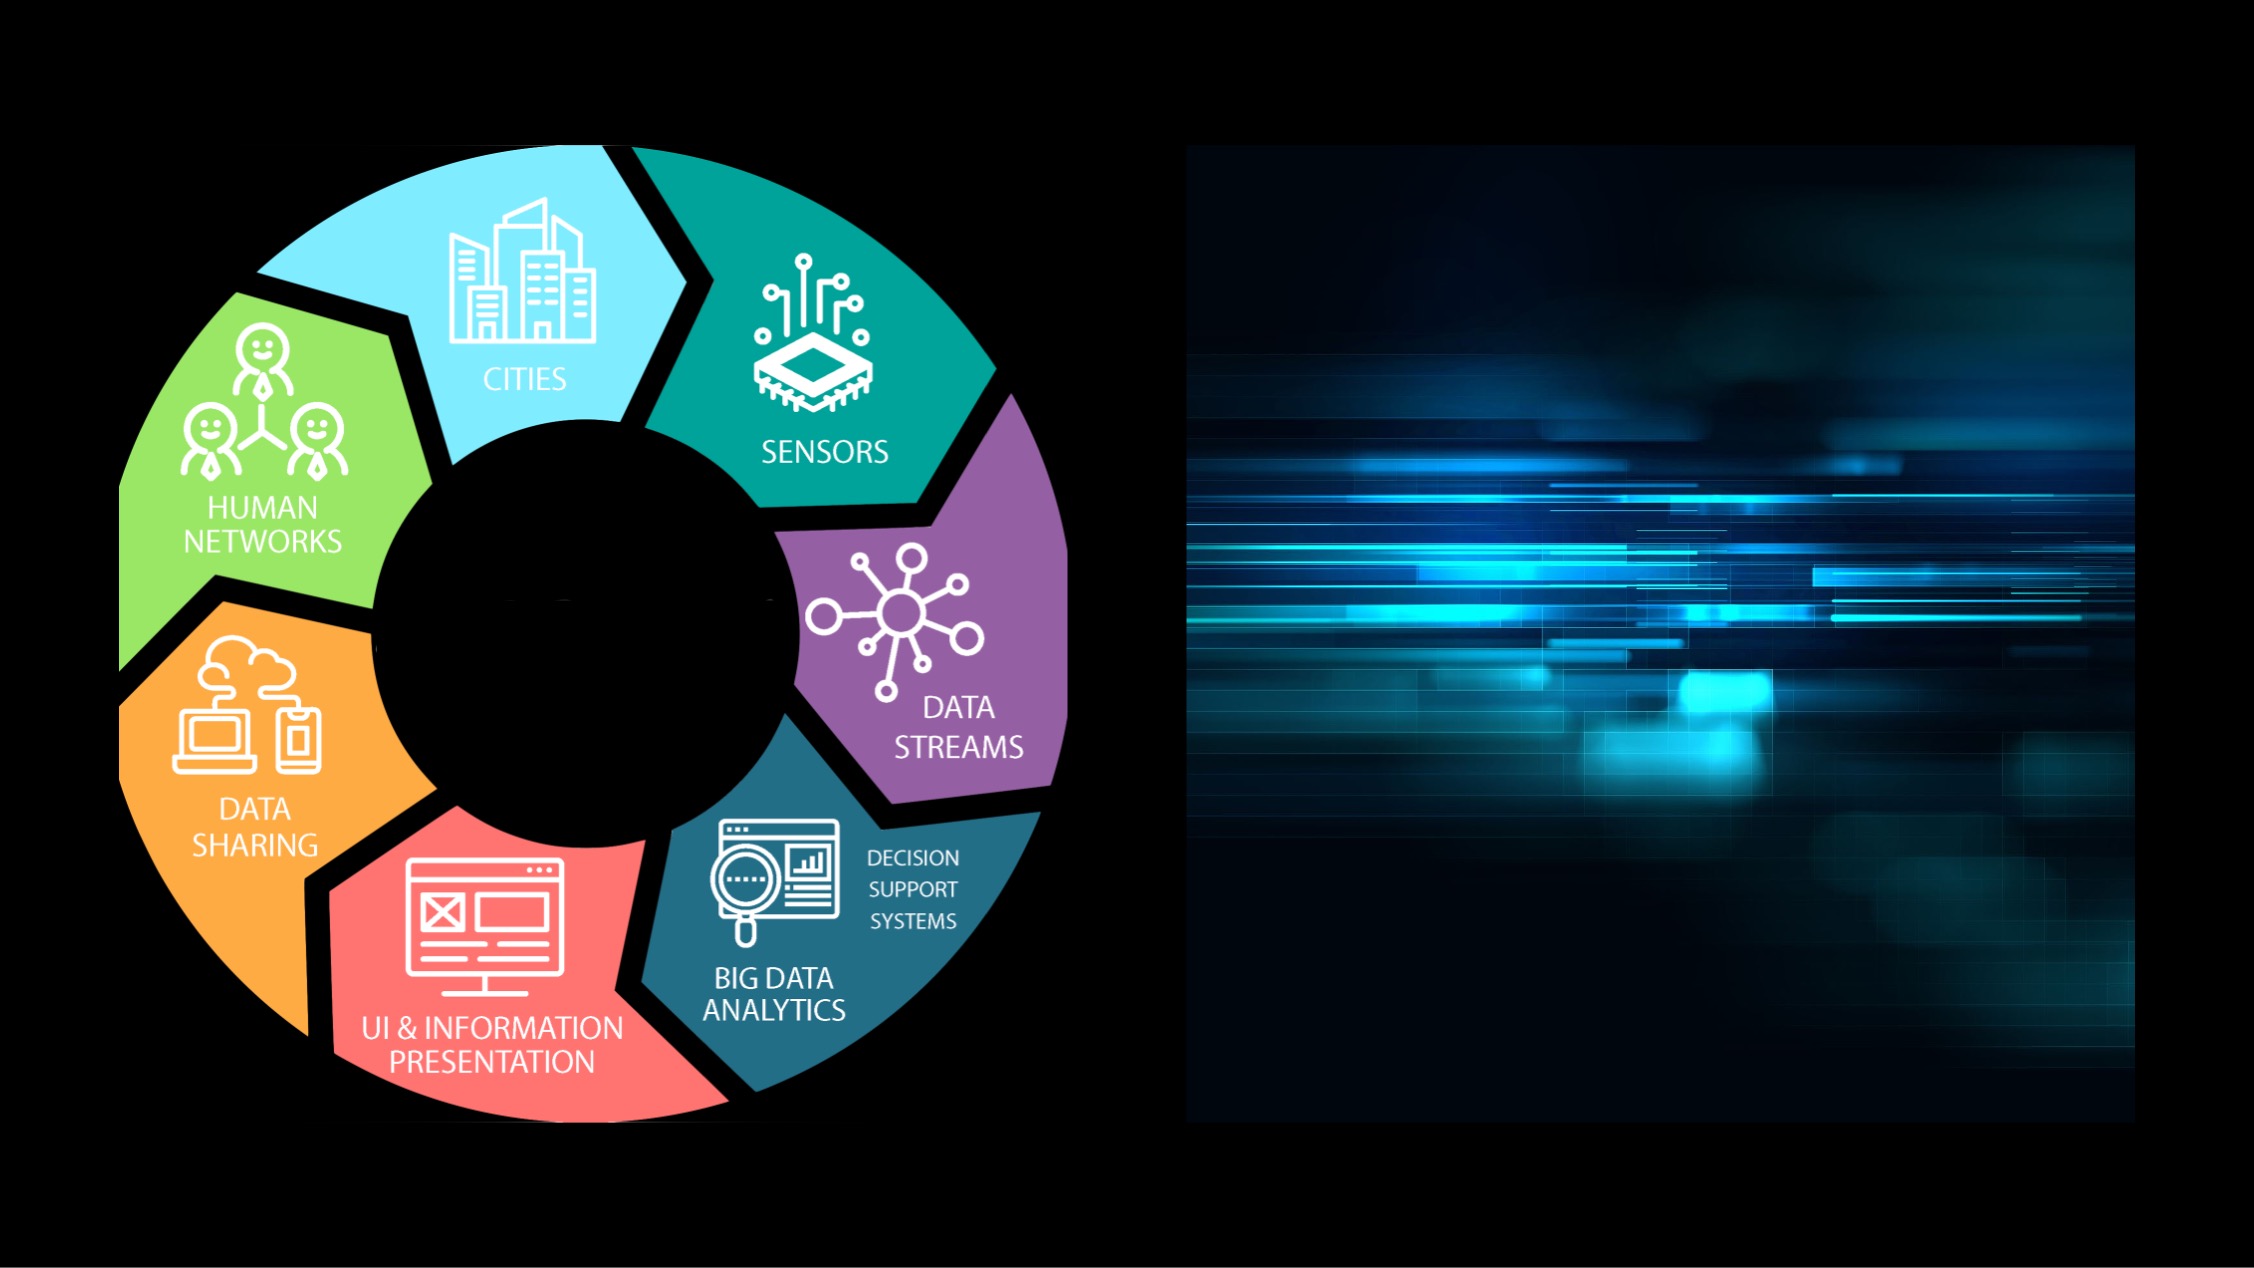 CITIES
SENSORS
DATA
STREAMS
DECISION
SUPPORT
SYSTEMS
BIG DATA
ANALYTICS
UI & INFORMATION
PRESENTATION
DATA
SHARING
HUMAN
NETWORKS